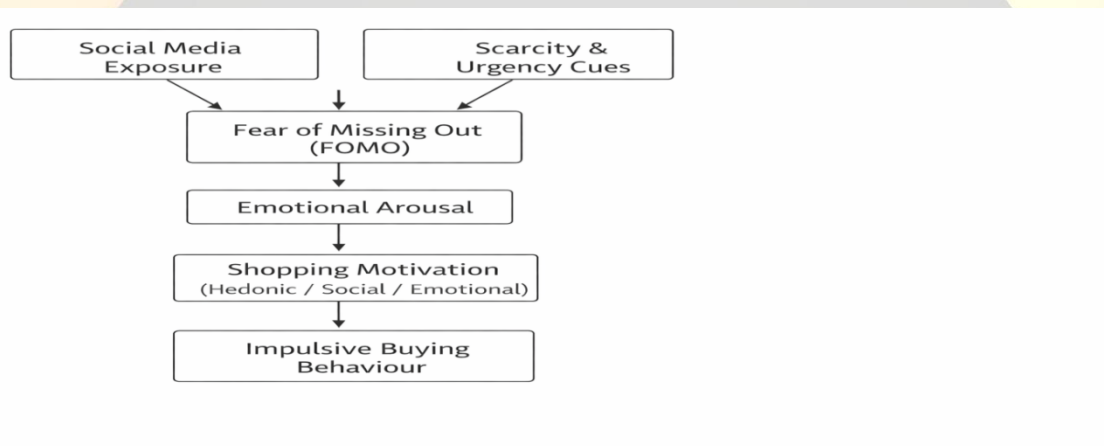 Social Media
Exposure
Scarcity &
Urgency Cues
Fear of Missing Out
(FOMO)
Emotional Arousal
Shopping Motivation
(Hedonic / Social / Emotional)
Impulsive Buying
Behaviour